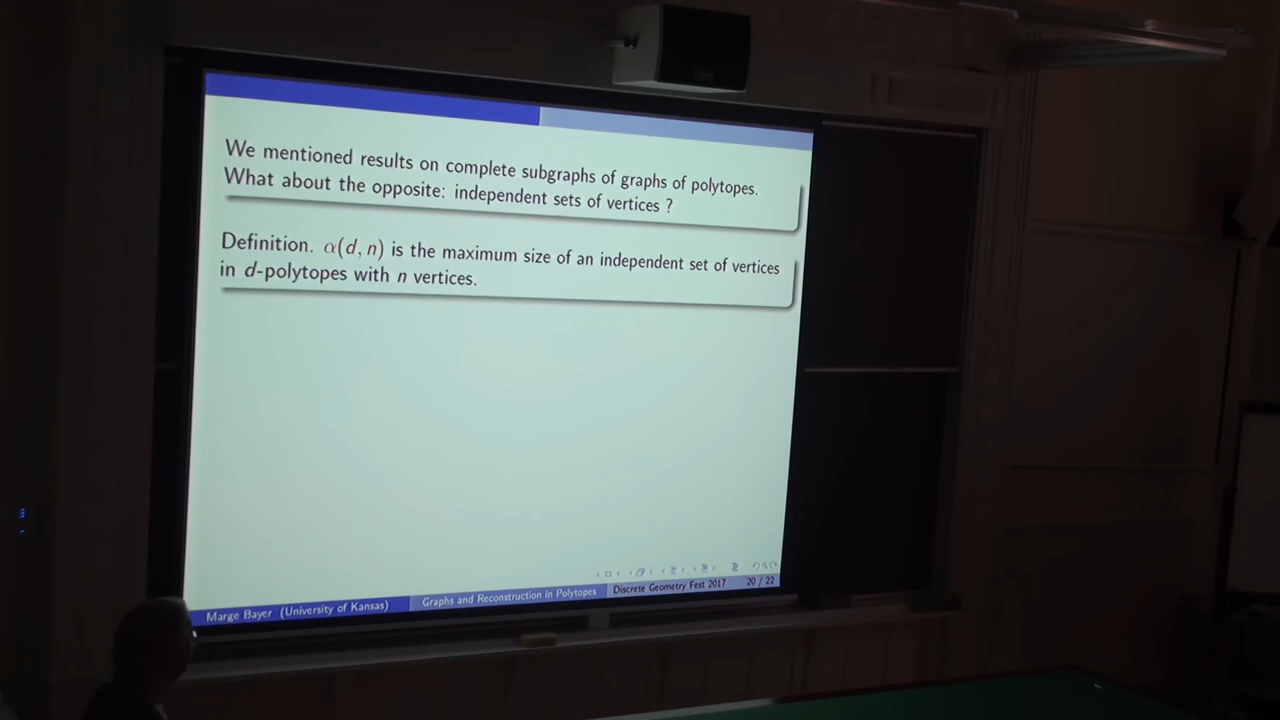 We mentioned results on complete subgraphs of graphs of polytopes.
What about the opposite: independent sets of vertices ?
Definition. α(d, n) is the maximum size of an independent set of vertices
in d-polytopes with n vertices.
Marge Bayer (University of Kansas) Graphs and Reconstruction in Polytopes Discrete Geometry Fest 2017 20 / 22